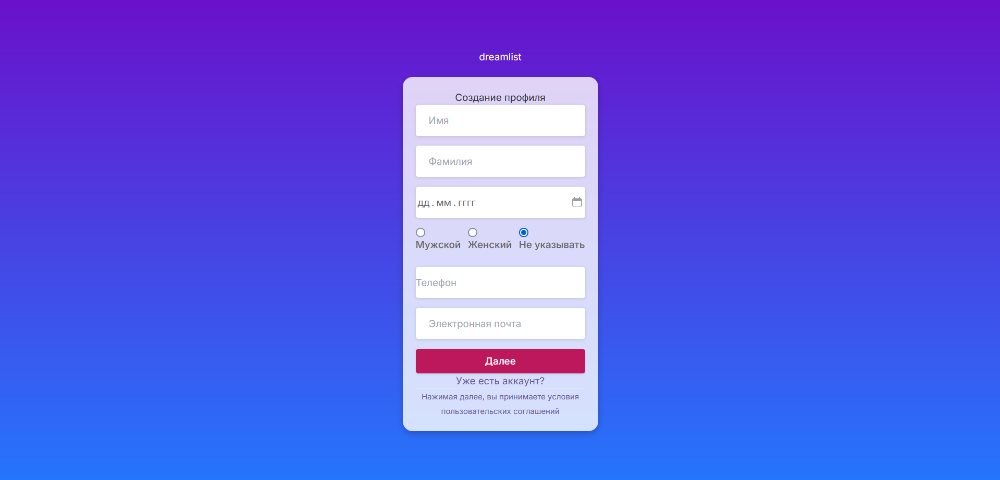 dreamlist
Создание профиля
Имя
Фамилия
дд.мм.гггг
Мужской Женский Не указывать
Телефон
Электронная почта
Далее
Уже есть аккаунт?
Нажимая далее, вы принимаете условия
пользовательских соглашений